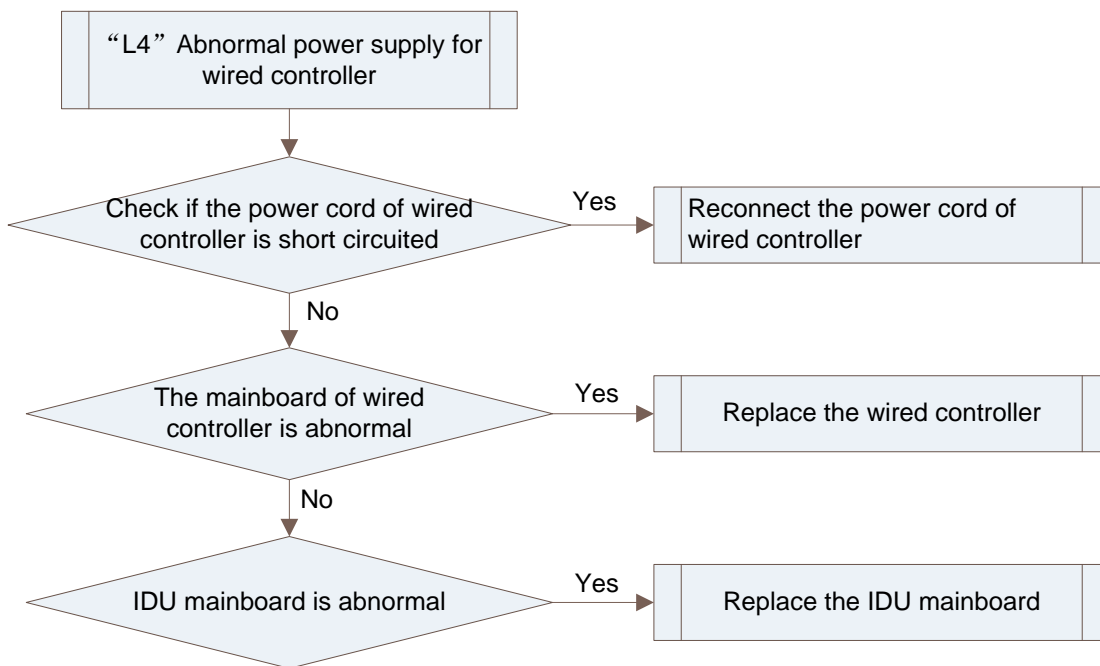 “L4” Abnormal power supply for
wired controller
Check if the power cord of wired
controller is short circuited
Yes
Reconnect the power cord of
wired controller
No
The mainboard of wired
controller is abnormal
Yes
Replace the wired controller
No
IDU mainboard is abnormal
Yes
Replace the IDU mainboard